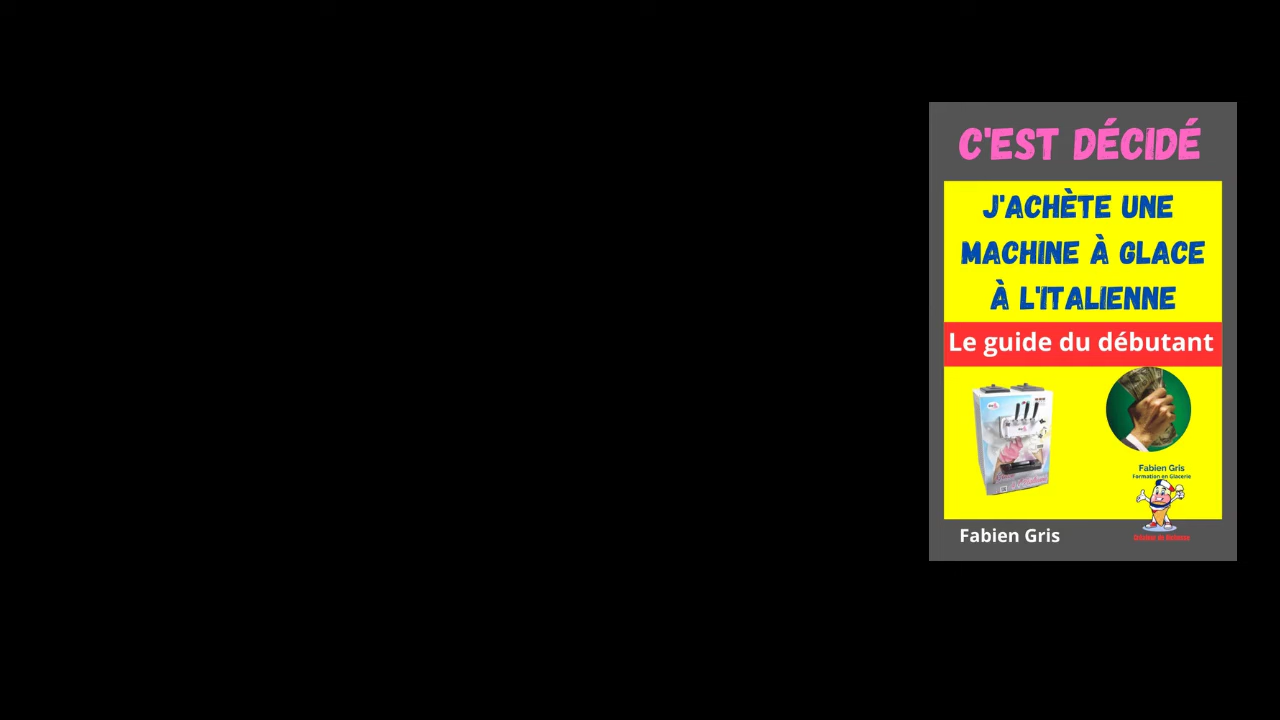 C'EST DÉCIDÉ
J'ACHÈTE UNE
MACHINE À GLACE
À L'ITALIENNE
Le guide du débutant
Fabien Gris
Formation en Glacerie
Fabien Gris